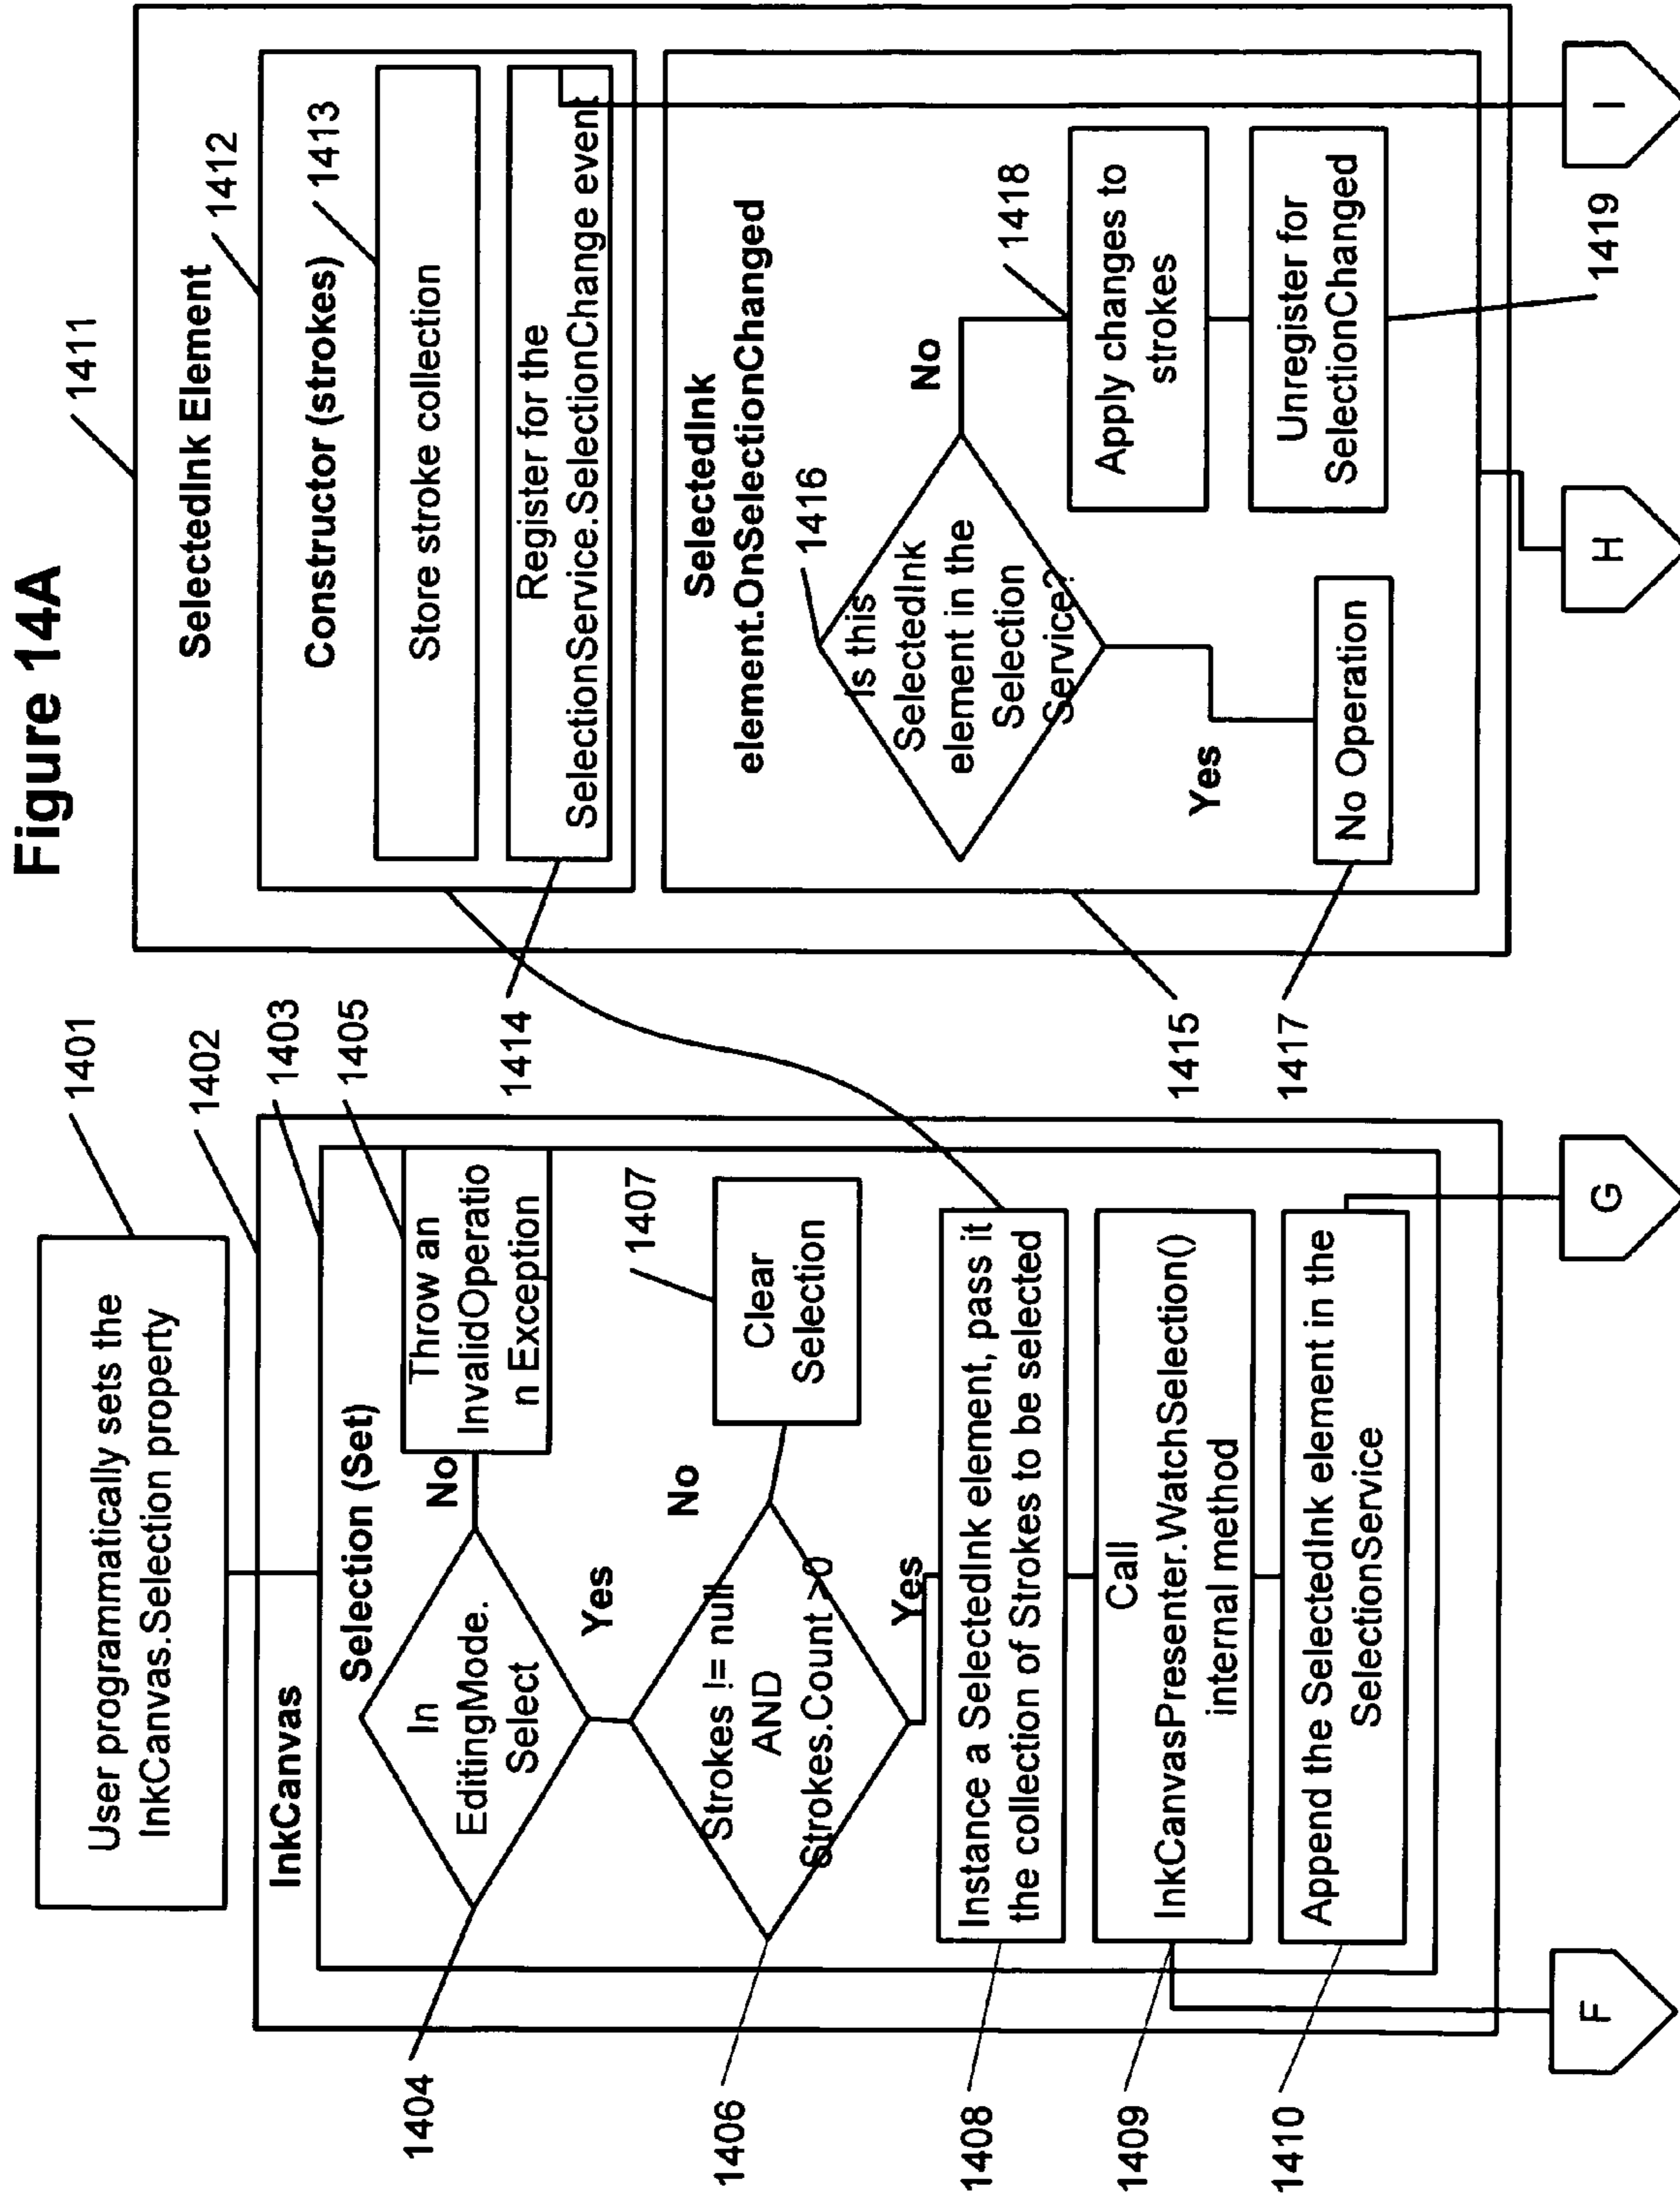 Figure 14A
User programmatically sets the
InkCanvas.Selection property
1401
1402
1403
1405
InkCanvas
Selection (Set)
In
EditingMode.
Select
1404
No
Throw an
InvalidOperatio
n Exception
Yes
Strokes != null
AND
Strokes.Count >0
1406
No
Clear
Selection
1407
Yes
Instance a SelectedInk element, pass it
the collection of Strokes to be selected
1408
Call
InkCanvasPresenter.WatchSelection()
internal method
1409
Append the SelectedInk element in the
SelectionService
1410
F
G
1411
SelectedInk Element
1412
Constructor (strokes)
1413
Store stroke collection
Register for the
SelectionService.SelectionChange event
1414
SelectedInk
element.OnSelectionChanged
1415
1416
Is this
SelectedInk
element in the
Selection
Service?
No
1418
Apply changes to
strokes
Unregister for
SelectionChanged
1419
Yes
No Operation
1417
H
I